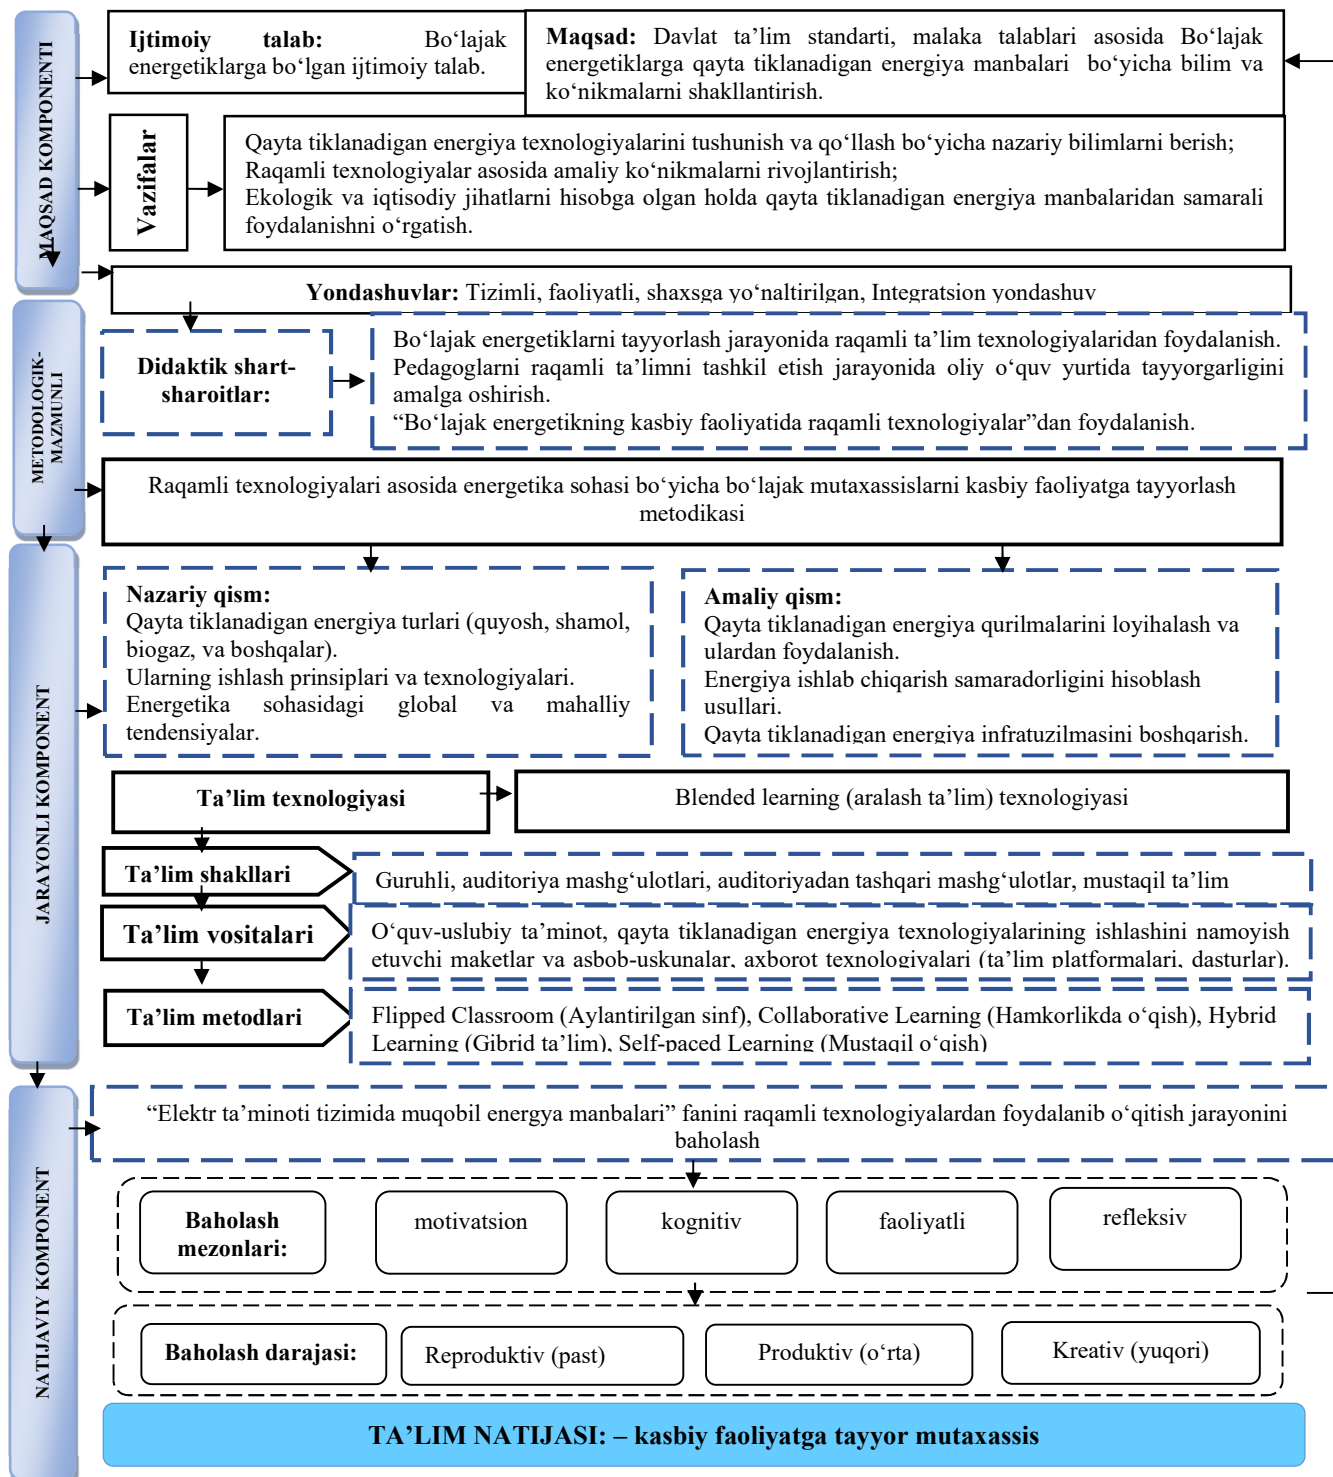 MAQSAD KOMPONENTI
Ijtimoiy talab: Bo‘lajak
energetiklarga bo‘lgan ijtimoiy talab.
Maqsad: Davlat ta’lim standarti, malaka talablari asosida Bo‘lajak
energetiklarga qayta tiklanadigan energiya manbalari bo‘yicha bilim va
ko‘nikmalarni shakllantirish.
Vazifalar
Qayta tiklanadigan energiya texnologiyalarini tushunish va qo‘llash bo‘yicha nazariy bilimlarni berish;
Raqamli texnologiyalar asosida amaliy ko‘nikmalarni rivojlantirish;
Ekologik va iqtisodiy jihatlarni hisobga olgan holda qayta tiklanadigan energiya manbalaridan samarali
foydalanishni o‘rgatish.
METODOLOGIK-
MAZMUNLI
Yondashuvlar: Tizimli, faoliyatli, shaxsga yo‘naltirilgan, Integratsion yondashuv
Didaktik shart-
sharoitlar:
Bo‘lajak energetiklarni tayyorlash jarayonida raqamli ta’lim texnologiyalaridan foydalanish.
Pedagoglarni raqamli ta’limni tashkil etish jarayonida oliy o‘quv yurtida tayyorgarligini
amalga oshirish.
“Bo‘lajak energetikning kasbiy faoliyatida raqamli texnologiyalar”dan foydalanish.
Raqamli texnologiyalari asosida energetika sohasi bo‘yicha bo‘lajak mutaxassislarni kasbiy faoliyatga tayyorlash
metodikasi
JARAYONLI KOMPONENT
Nazariy qism:
Qayta tiklanadigan energiya turlari (quyosh, shamol,
biogaz, va boshqalar).
Ularning ishlash prinsiplari va texnologiyalari.
Energetika sohasidagi global va mahalliy
tendensiyalar.
Amaliy qism:
Qayta tiklanadigan energiya qurilmalarini loyihalash va
ulardan foydalanish.
Energiya ishlab chiqarish samaradorligini hisoblash
usullari.
Qayta tiklanadigan energiya infratuzilmasini boshqarish.
Ta’lim texnologiyasi
Blended learning (aralash ta’lim) texnologiyasi
Ta’lim shakllari
Guruhli, auditoriya mashg‘ulotlari, auditoriyadan tashqari mashg‘ulotlar, mustaqil ta’lim
Ta’lim vositalari
O‘quv-uslubiy ta’minot, qayta tiklanadigan energiya texnologiyalarining ishlashini namoyish
etuvchi maketlar va asbob-uskunalar, axborot texnologiyalari (ta’lim platformalari, dasturlar).
Ta’lim metodlari
Flipped Classroom (Aylantirilgan sinf), Collaborative Learning (Hamkorlikda o‘qish), Hybrid
Learning (Gibrid ta’lim), Self-paced Learning (Mustaqil o‘qish)
NATIJAVIY KOMPONENT
“Elektr ta’minoti tizimida muqobil energya manbalari” fanini raqamli texnologiyalardan foydalanib o‘qitish jarayonini
baholash
Baholash
mezonlari:
motivatsion
kognitiv
faoliyatli
refleksiv
Baholash darajasi:
Reproduktiv (past)
Produktiv (o‘rta)
Kreativ (yuqori)
TA’LIM NATIJASI: – kasbiy faoliyatga tayyor mutaxassis